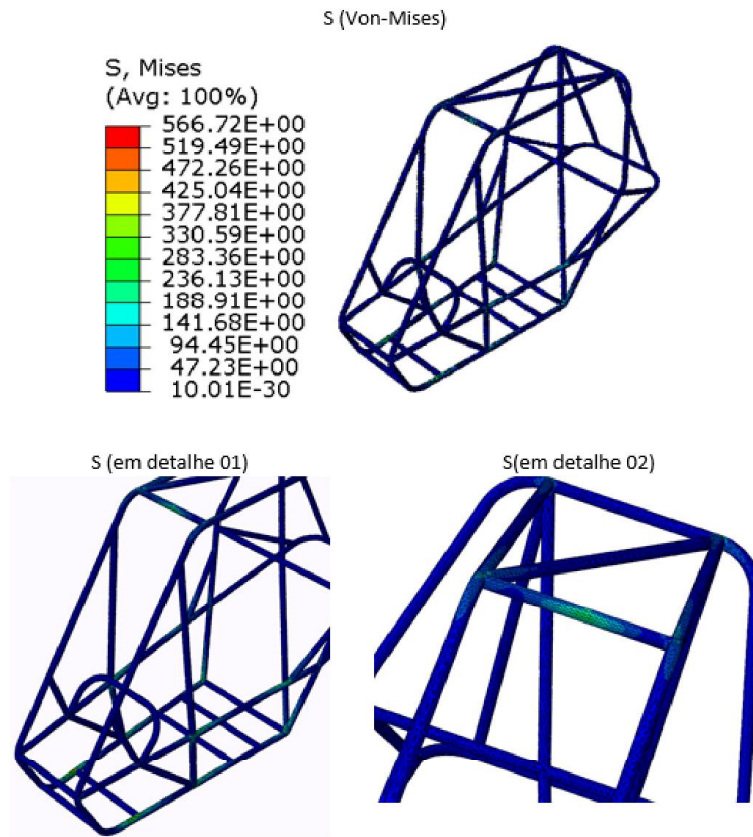 S (Von-Mises)
S, Mises
(Avg: 100%)
566.72E+00
519.49E+00
472.26E+00
425.04E+00
377.81E+00
330.59E+00
283.36E+00
236.13E+00
188.91E+00
141.68E+00
94.45E+00
47.23E+00
10.01E-30
S (em detalhe 01)
S(em detalhe 02)